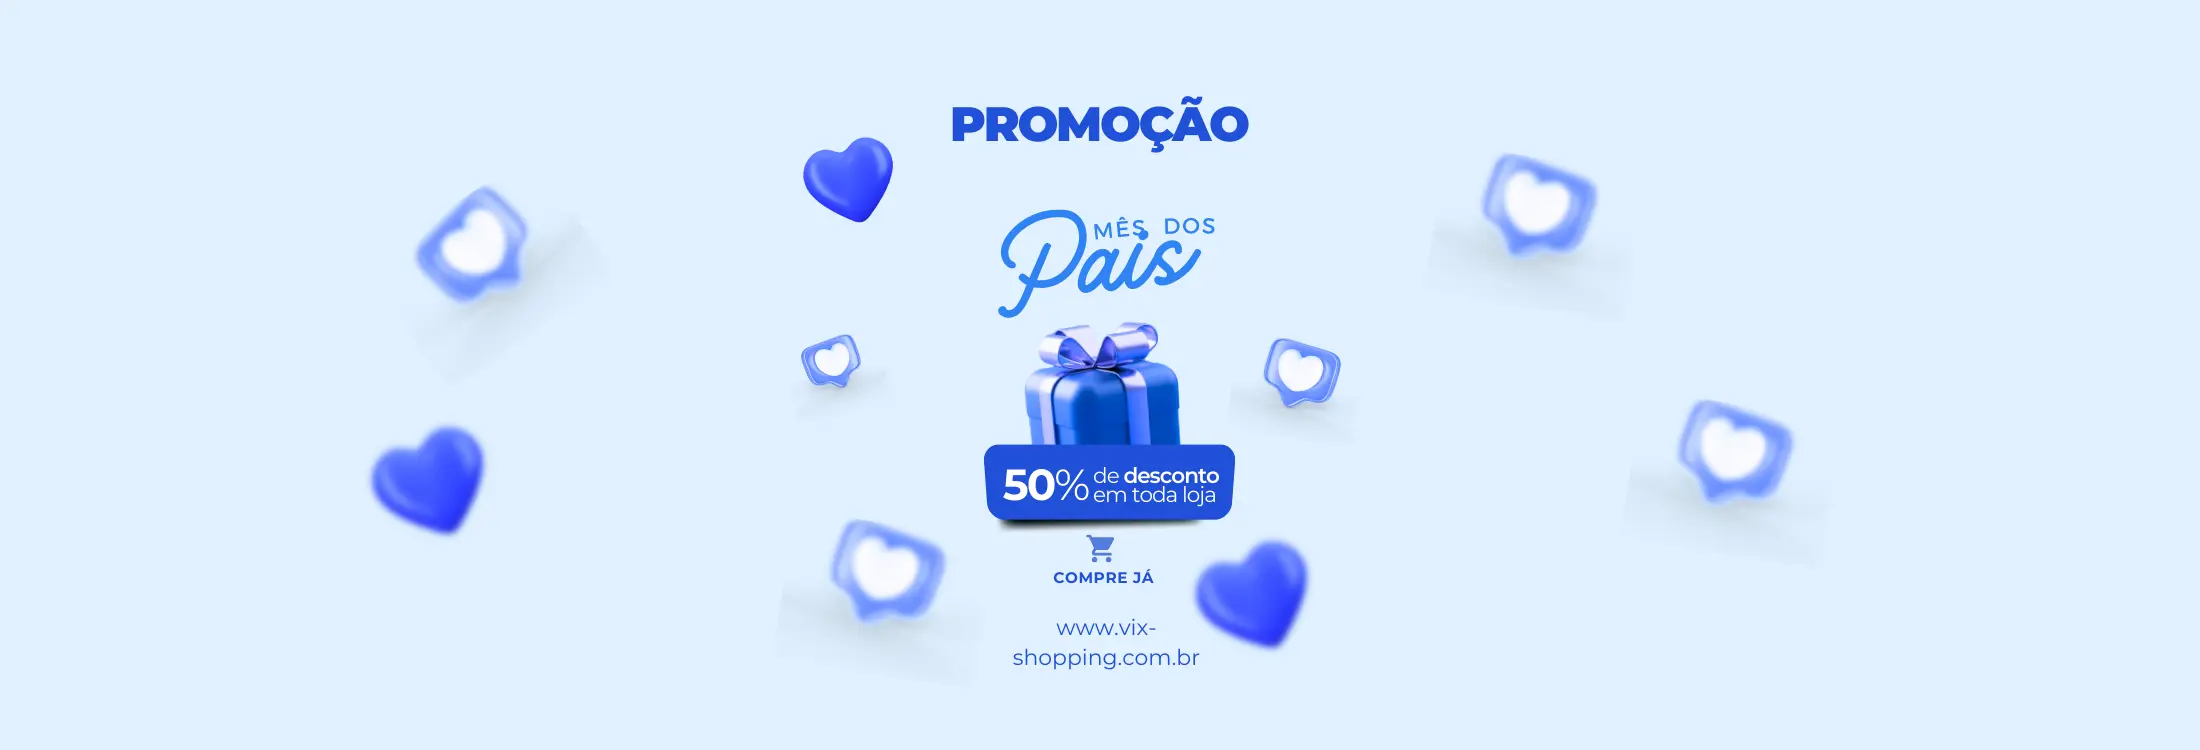 PROMOÇÃO
MÊS DOS
Pais
50% de desconto
em toda loja
COMPRE JÁ
www.vix-
shopping.com.br